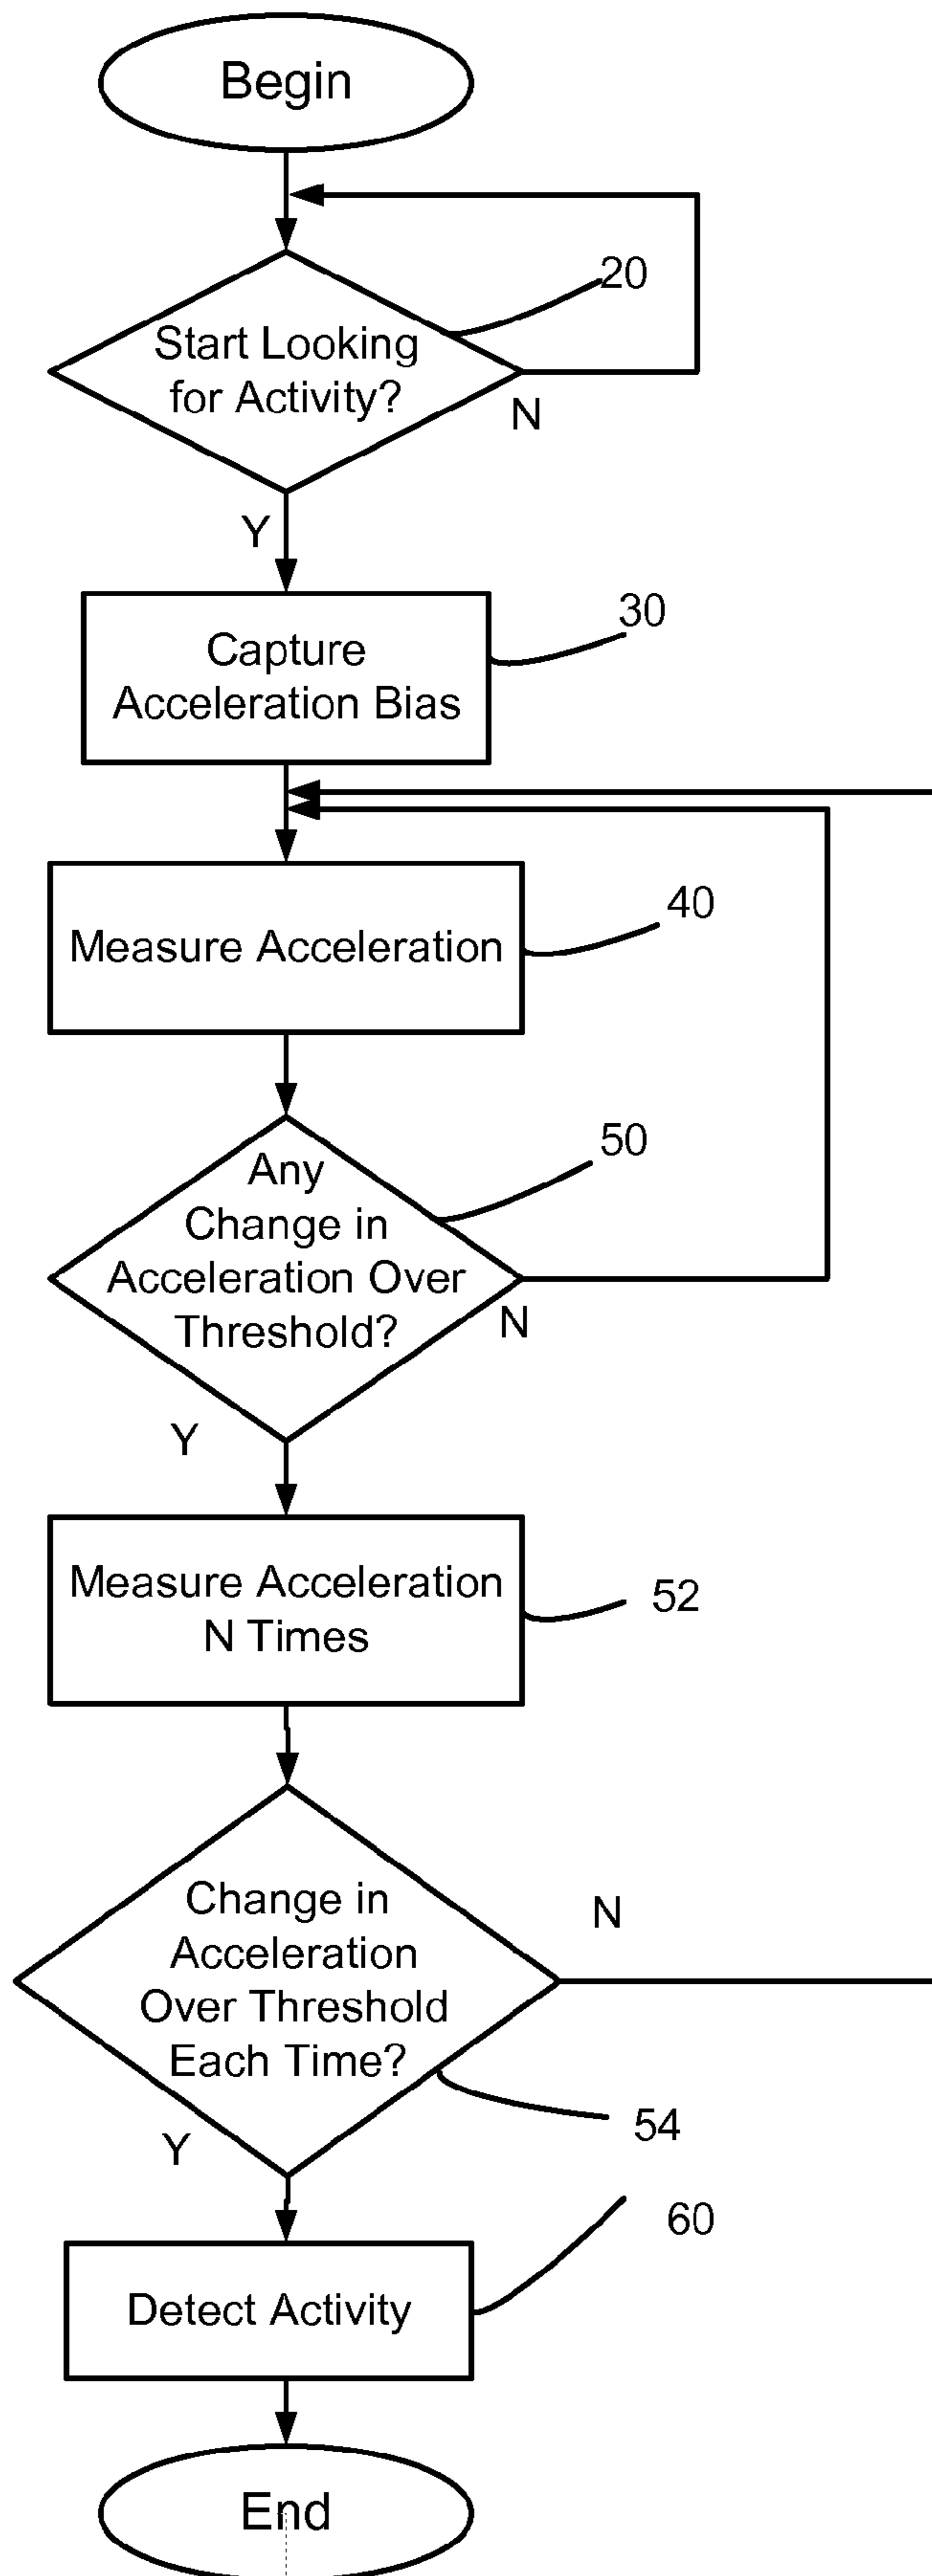 Begin
20
Start Looking
for Activity?
N
Y
30
Capture
Acceleration Bias
40
Measure Acceleration
50
Any
Change in
Acceleration Over
Threshold?
N
Y
Measure Acceleration
N Times
52
Change in
Acceleration
Over Threshold
Each Time?
N
54
Y
60
Detect Activity
End